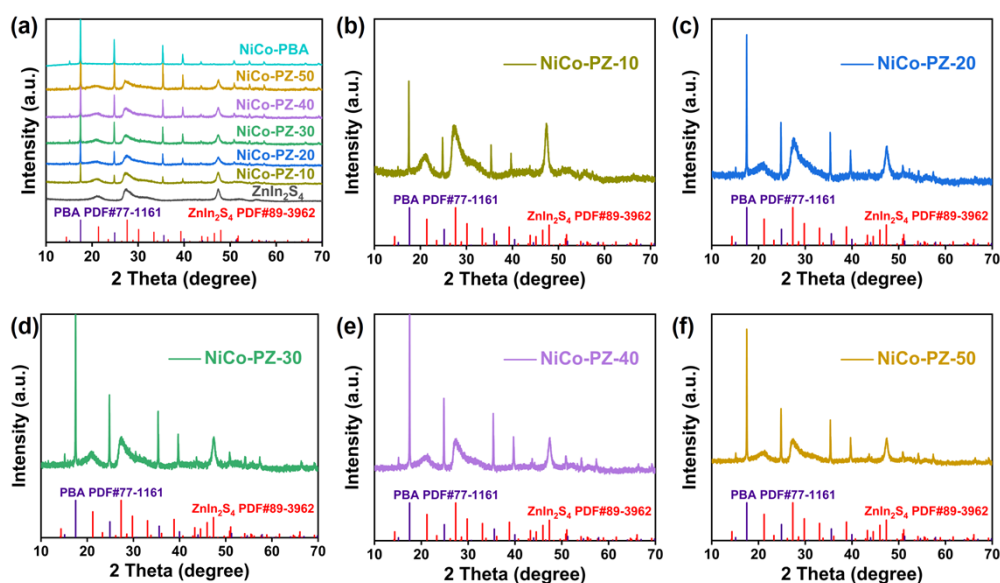 (a)
NiCo-PBA
NiCo-PZ-50
NiCo-PZ-40
NiCo-PZ-30
NiCo-PZ-20
NiCo-PZ-10
ZnIn₂S₄
PBA PDF#77-1161
ZnIn₂S₄ PDF#89-3962
Intensity (a.u.)
10 20 30 40 50 60 70
2 Theta (degree)
(b)
NiCo-PZ-10
PBA PDF#77-1161
ZnIn₂S₄ PDF#89-3962
Intensity (a.u.)
10 20 30 40 50 60 70
2 Theta (degree)
(c)
NiCo-PZ-20
PBA PDF#77-1161
ZnIn₂S₄ PDF#89-3962
Intensity (a.u.)
10 20 30 40 50 60 70
2 Theta (degree)
(d)
NiCo-PZ-30
PBA PDF#77-1161
ZnIn₂S₄ PDF#89-3962
Intensity (a.u.)
10 20 30 40 50 60 70
2 Theta (degree)
(e)
NiCo-PZ-40
PBA PDF#77-1161
ZnIn₂S₄ PDF#89-3962
Intensity (a.u.)
10 20 30 40 50 60 70
2 Theta (degree)
(f)
NiCo-PZ-50
PBA PDF#77-1161
ZnIn₂S₄ PDF#89-3962
Intensity (a.u.)
10 20 30 40 50 60 70
2 Theta (degree)